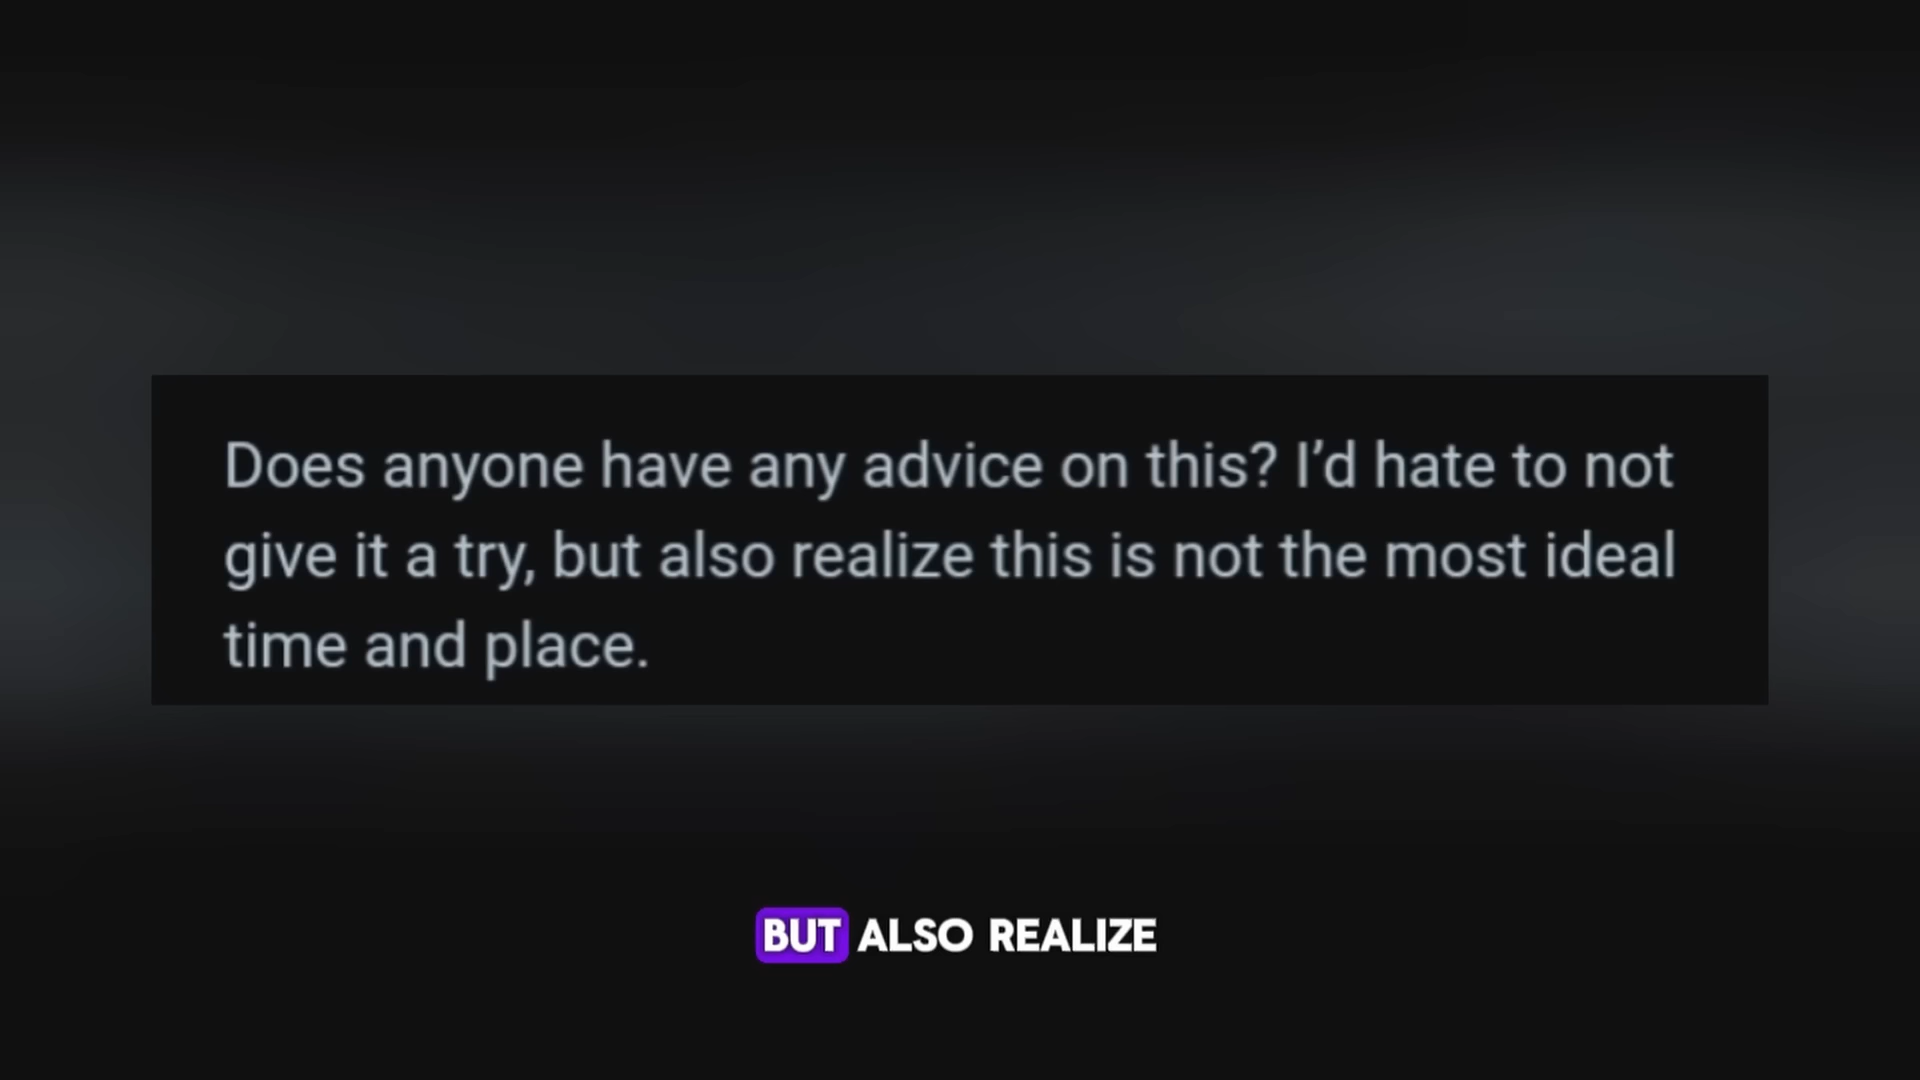 Does anyone have any advice on this? I’d hate to not
give it a try, but also realize this is not the most ideal
time and place.
BUT ALSO REALIZE